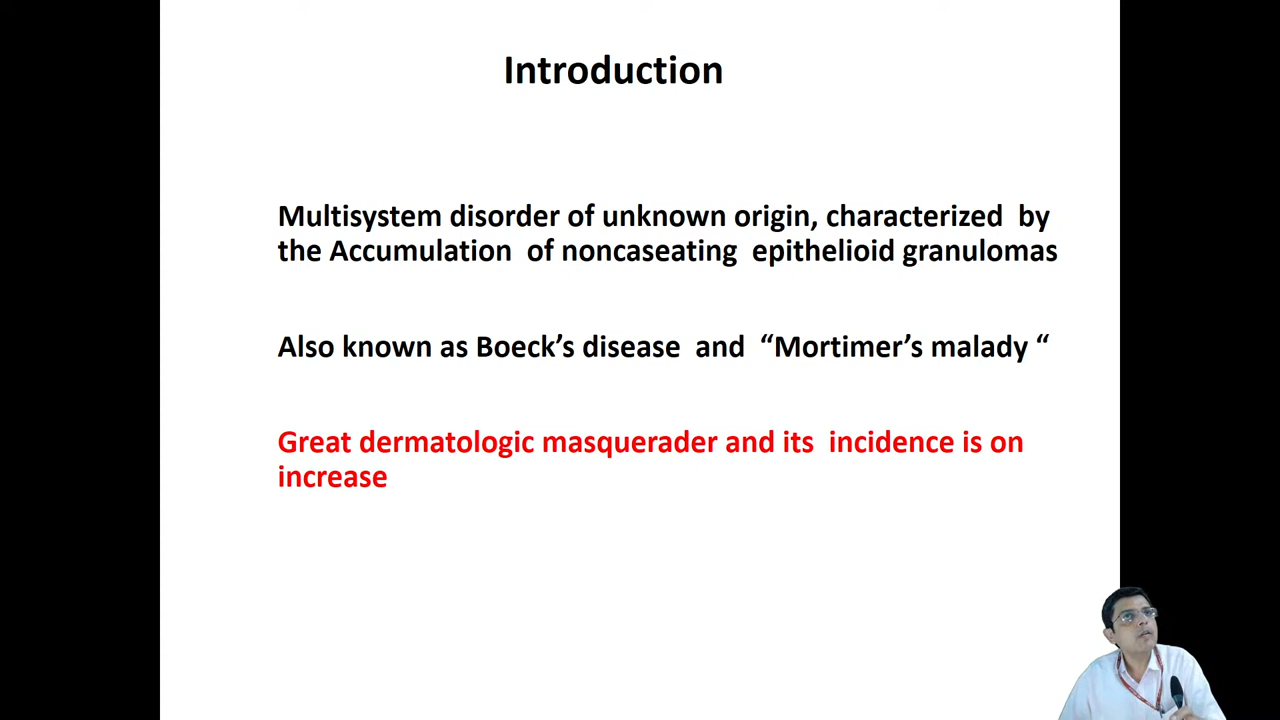 Introduction
Multisystem disorder of unknown origin, characterized by
the Accumulation of noncaseating epithelioid granulomas
Also known as Boeck’s disease and “Mortimer’s malady “
Great dermatologic masquerader and its incidence is on
increase